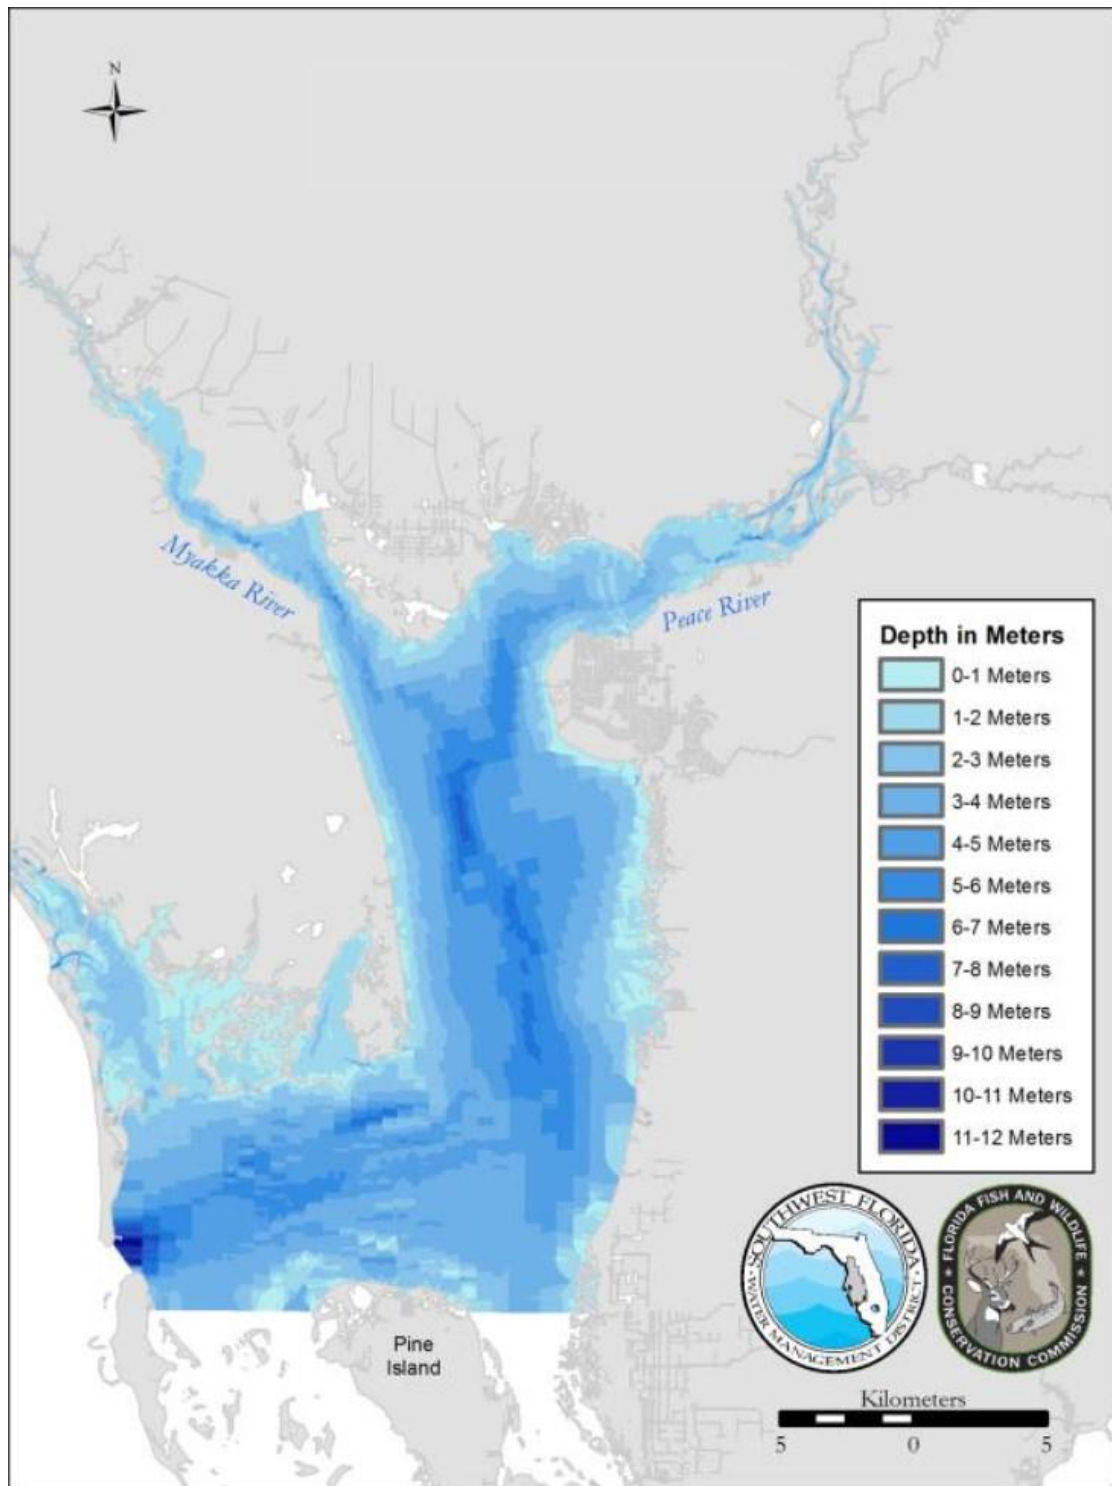 N
Myakka River
Peace River
Depth in Meters
0-1 Meters
1-2 Meters
2-3 Meters
3-4 Meters
4-5 Meters
5-6 Meters
6-7 Meters
7-8 Meters
8-9 Meters
9-10 Meters
10-11 Meters
11-12 Meters
SOUTHWEST FLORIDA
WATER MANAGEMENT DISTRICT
FLORIDA FISH AND WILDLIFE
CONSERVATION COMMISSION
Pine
Island
Kilometers
5 0 5